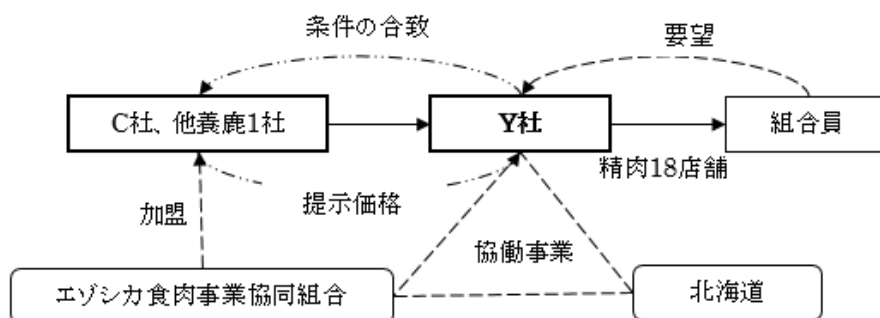 条件の合致
要望
C社、他養鹿1社
Y社
組合員
精肉18店舗
提示価格
加盟
協働事業
エゾシカ食肉事業協同組合
北海道